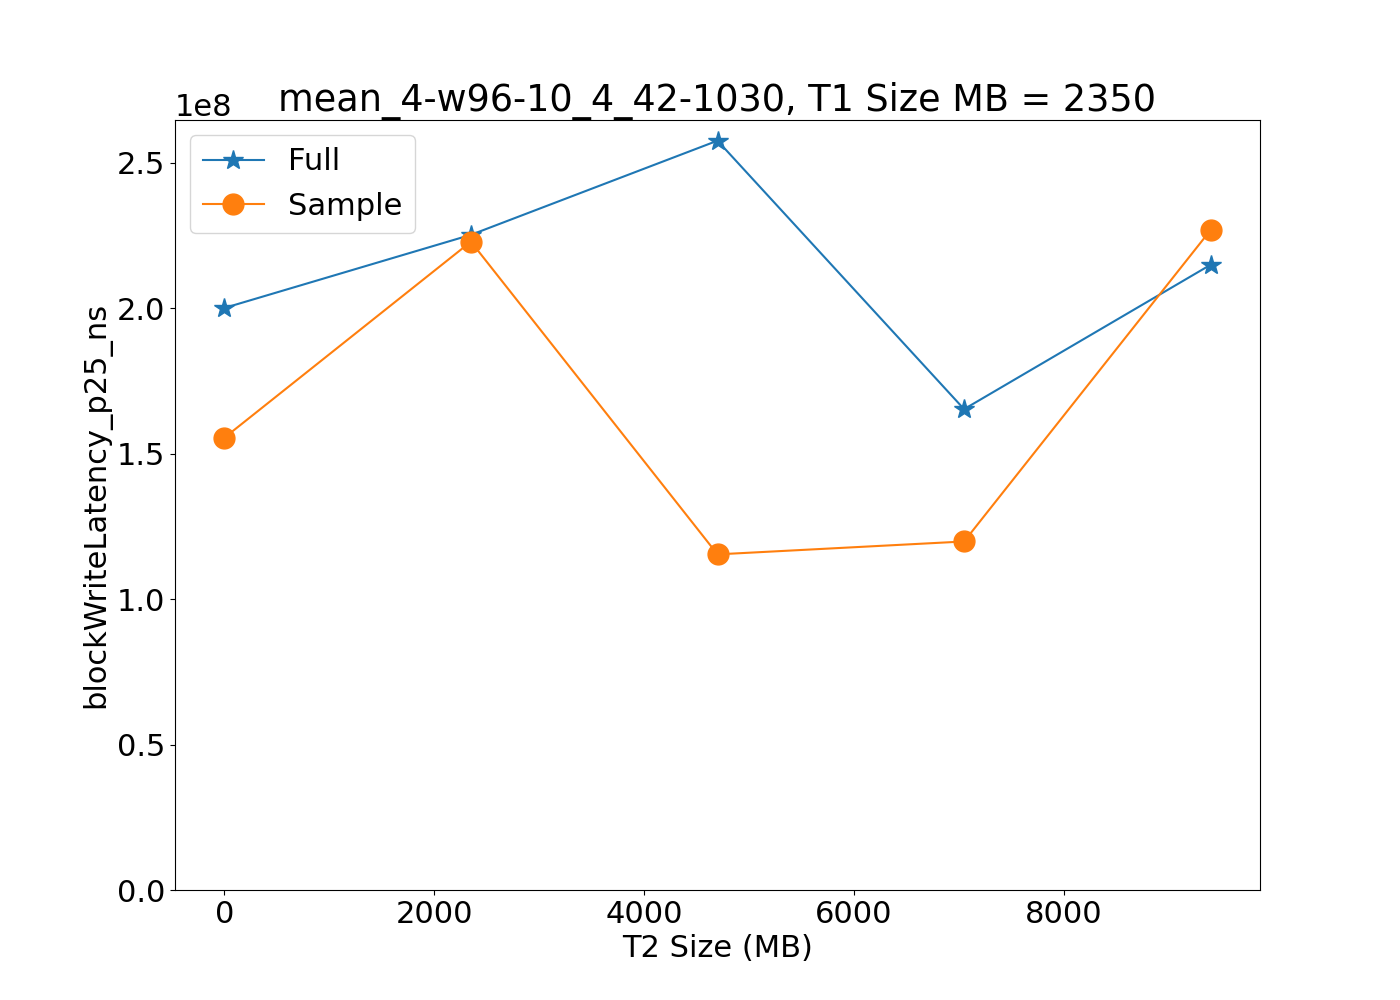 mean_4-w96-10_4_42-1030, T1 Size MB = 2350
1e8
Full
Sample
2.5
2.0
1.5
1.0
0.5
0.0
blockWriteLatency_p25_ns
0 2000 4000 6000 8000
T2 Size (MB)